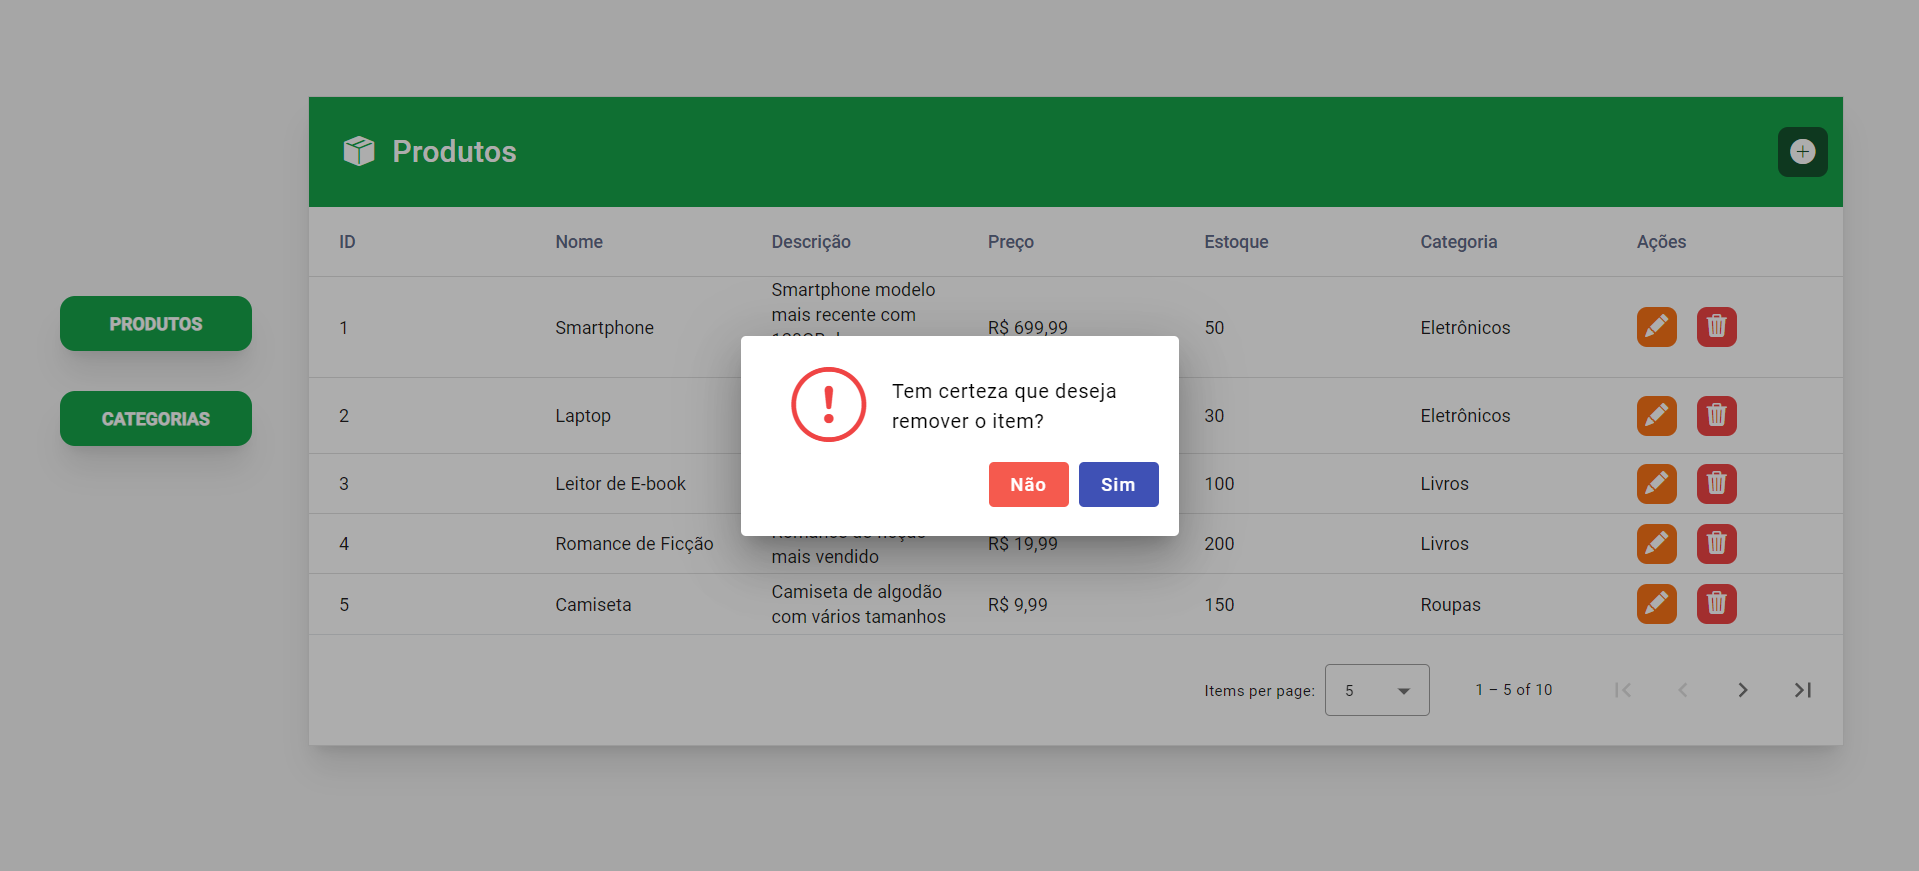 Produtos
ID Nome Descrição Preço Estoque Categoria Ações
PRODUTOS
CATEGORIAS
1 Smartphone Smartphone modelo
mais recente com
R$ 699,99 50 Eletrônicos
2 Laptop 30 Eletrônicos
3 Leitor de E-book 100 Livros
4 Romance de Ficção
mais vendido
R$ 19,99 200 Livros
5 Camiseta Camiseta de algodão
com vários tamanhos
R$ 9,99 150 Roupas
Tem certeza que deseja
remover o item?
Não Sim
Items per page: 5 1 – 5 of 10